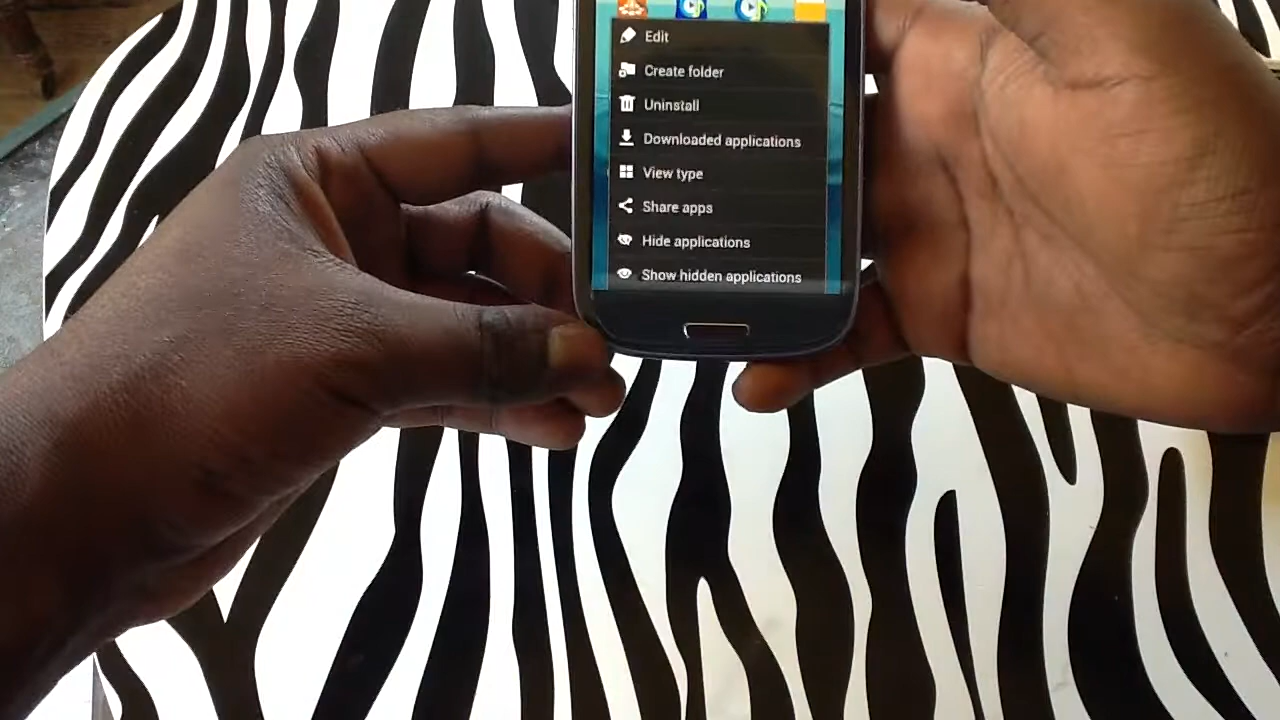 Edit
Create folder
Uninstall
Downloaded applications
View type
Share apps
Hide applications
Show hidden applications